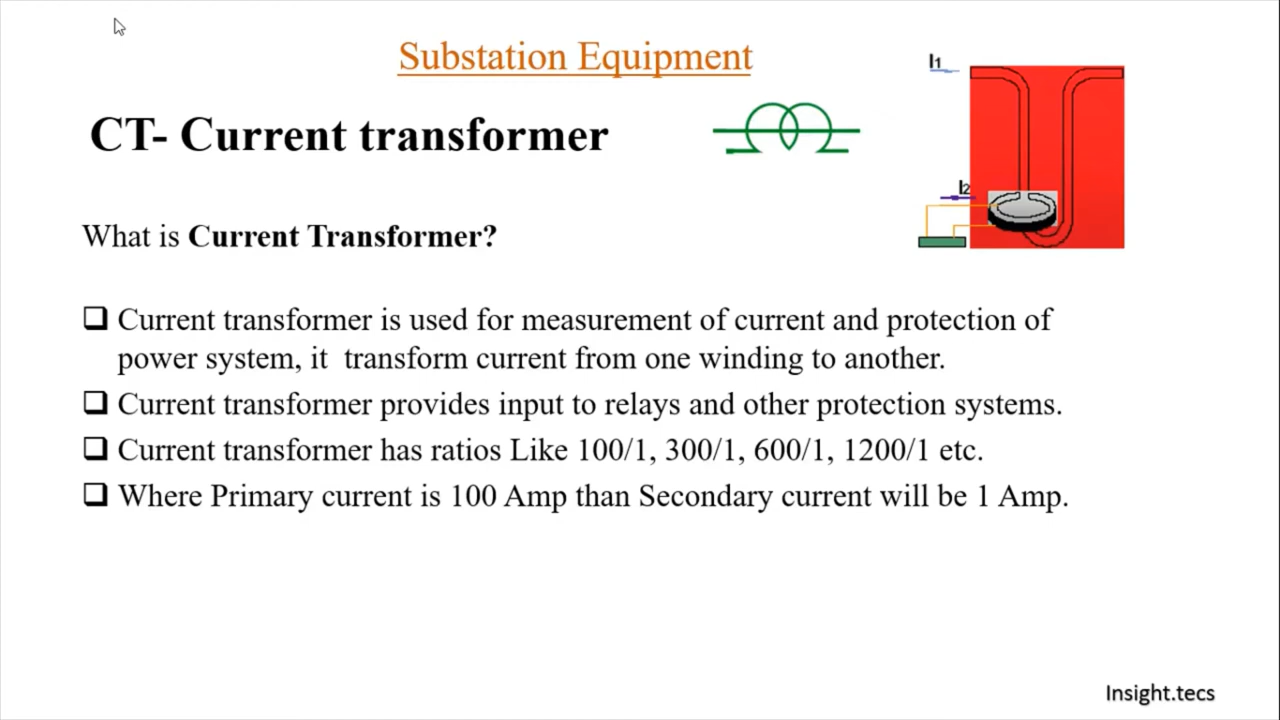 Substation Equipment
I1
CT- Current transformer
I2
What is Current Transformer?
❑ Current transformer is used for measurement of current and protection of
power system, it  transform current from one winding to another.
❑ Current transformer provides input to relays and other protection systems.
❑ Current transformer has ratios Like 100/1, 300/1, 600/1, 1200/1 etc.
❑ Where Primary current is 100 Amp than Secondary current will be 1 Amp.
Insight.tecs